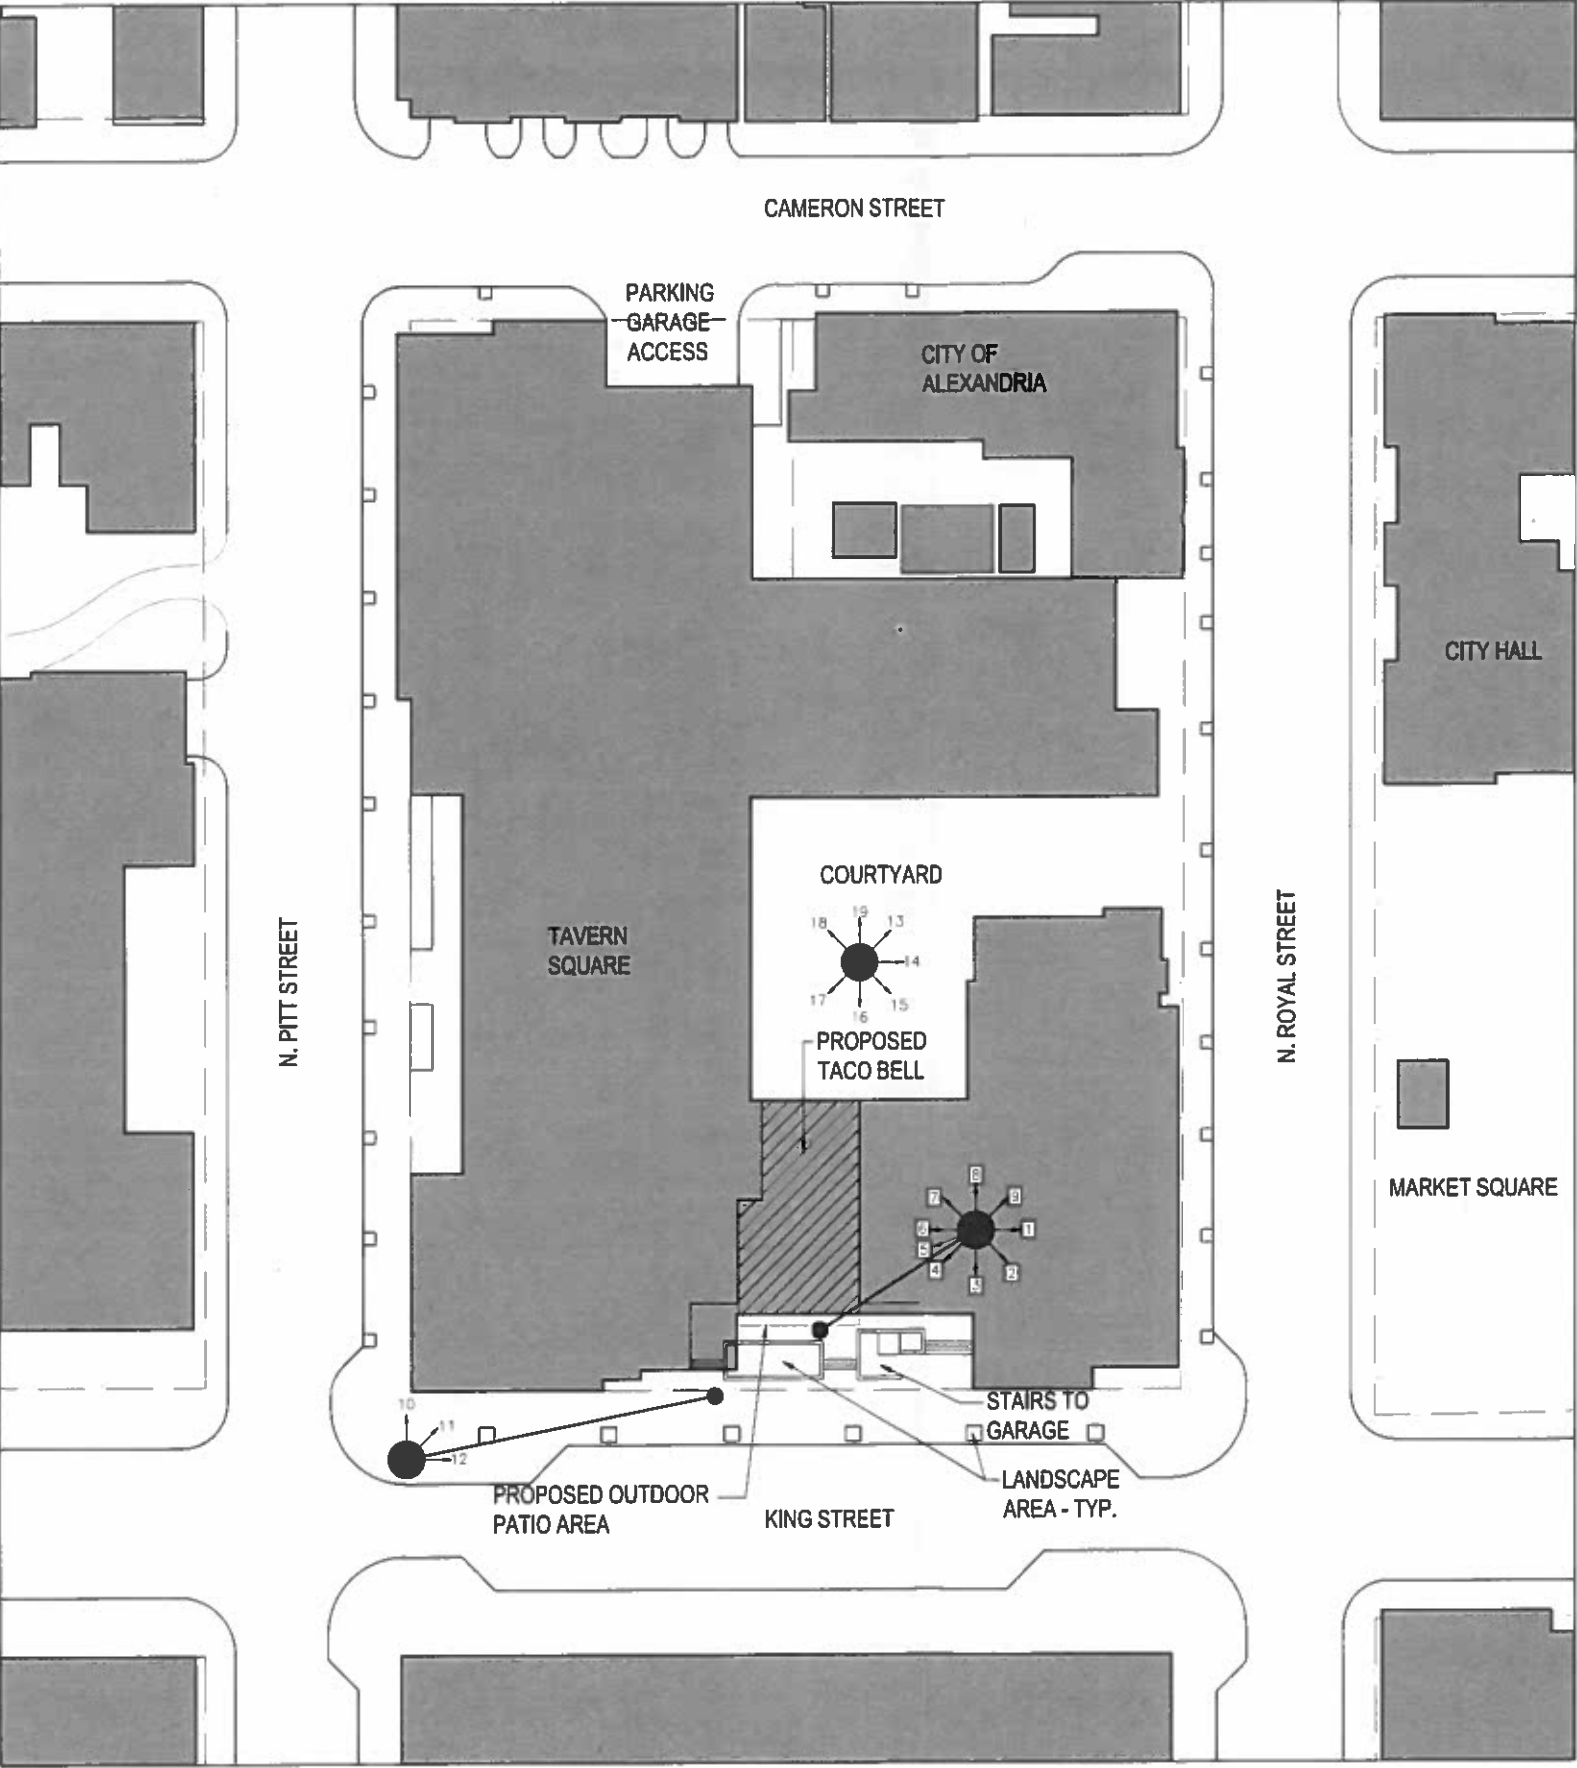 CAMERON STREET
PARKING
GARAGE
ACCESS
CITY OF
ALEXANDRIA
CITY HALL
COURTYARD
19
18
13
14
17
15
16
TAVERN
SQUARE
N. PITT STREET
N. ROYAL STREET
PROPOSED
TACO BELL
MARKET SQUARE
8
7
9
6
1
5
4
2
3
10
11
12
STAIRS TO
GARAGE
LANDSCAPE
AREA - TYP.
PROPOSED OUTDOOR
PATIO AREA
KING STREET